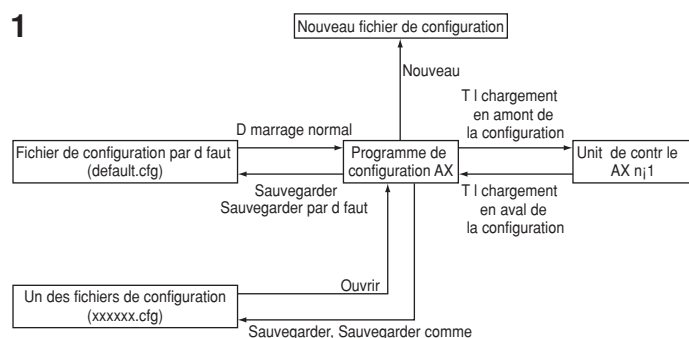 1
Nouveau fichier de configuration
Nouveau
T l chargement
en amont de
la configuration
D marrage normal
Fichier de configuration par d faut
(default.cfg)
Programme de
configuration AX
Unit de contr le
AX n¡1
Sauvegarder
Sauvegarder par d faut
T l chargement
en aval de
la configuration
Ouvrir
Un des fichiers de configuration
(xxxxxx.cfg)
Sauvegarder, Sauvegarder comme